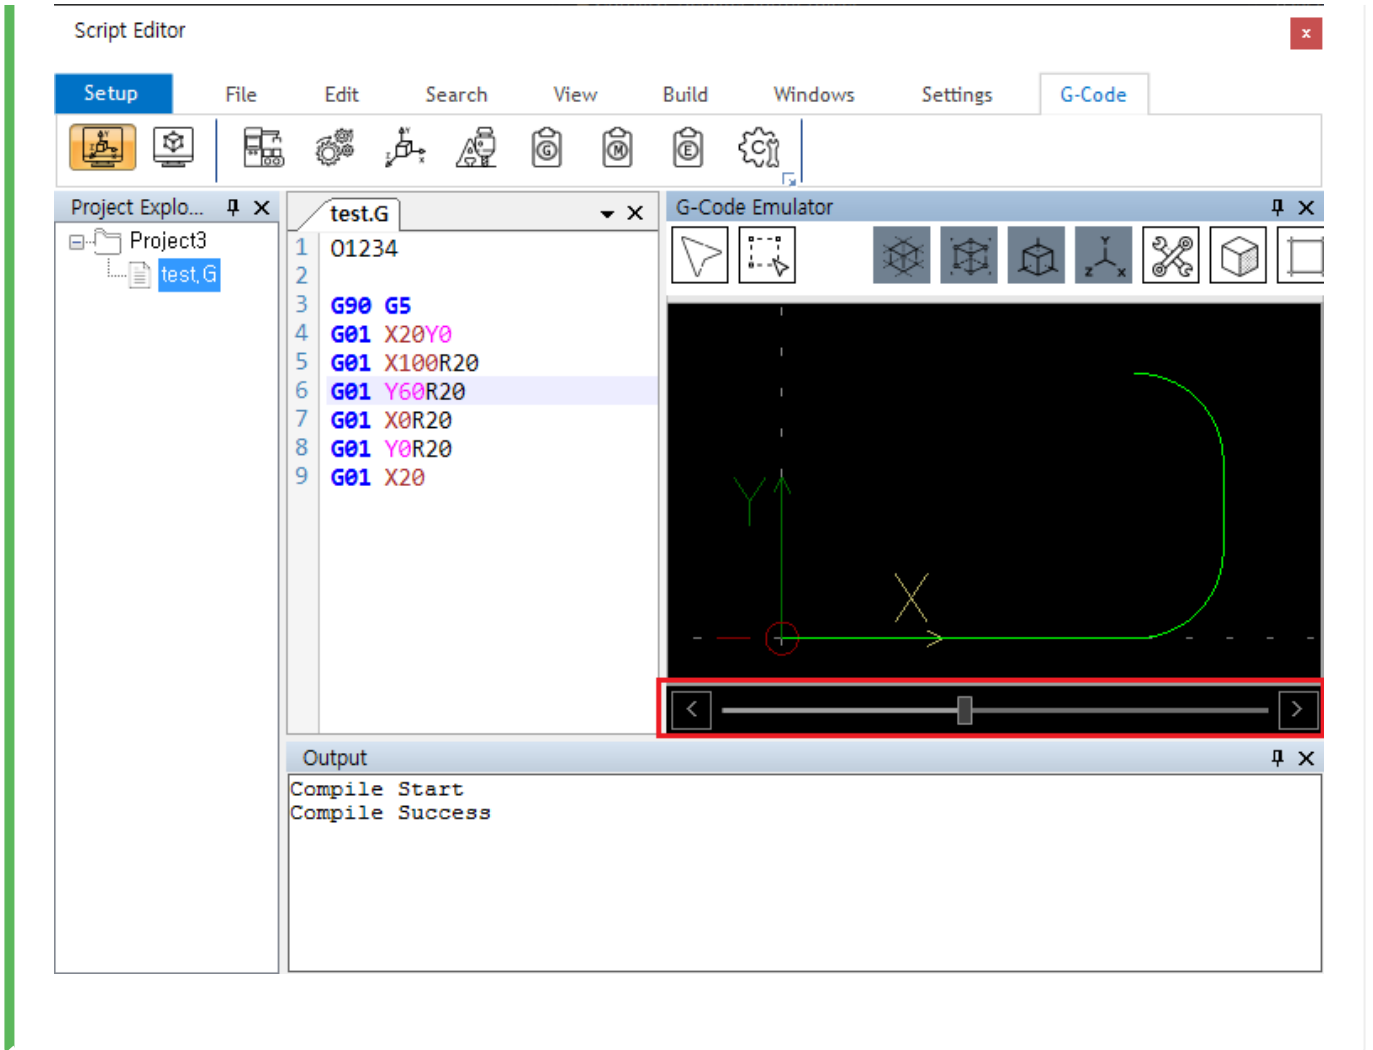 Script Editor
x
Setup File Edit Search View Build Windows Settings G-Code
G M E C
Project Explo...
Project3
test.G
test.G
1 O1234
2
3 G90 G5
4 G01 X20Y0
5 G01 X100R20
6 G01 Y60R20
7 G01 X0R20
8 G01 Y0R20
9 G01 X20
G-Code Emulator
Y
Z X
Y
X
Output
Compile Start
Compile Success